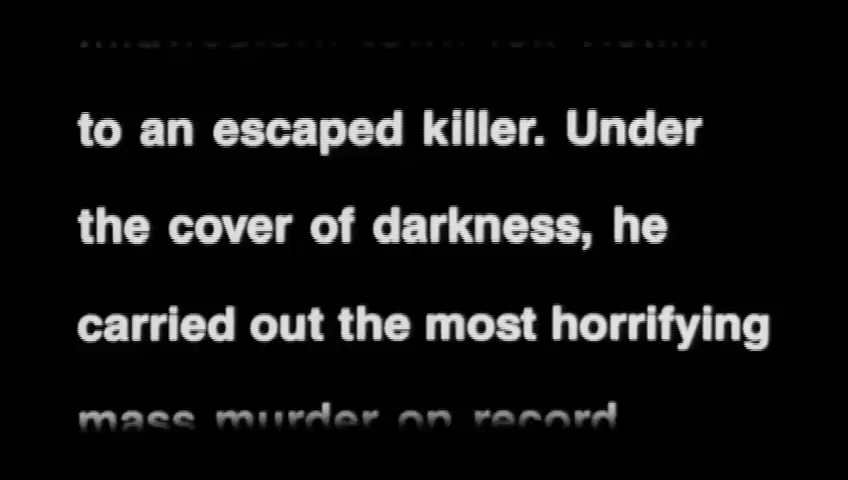 to an escaped killer. Under
the cover of darkness, he
carried out the most horrifying
mass murder on record